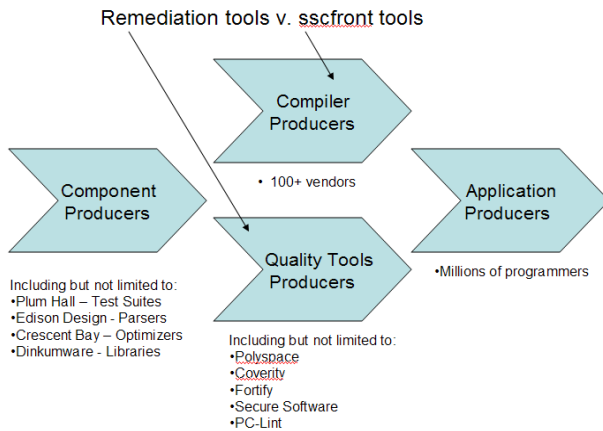 Remediation tools v. sscfront tools
Compiler
Producers
• 100+ vendors
Component
Producers
Application
Producers
Quality Tools
Producers
•Millions of programmers
Including but not limited to:
•Plum Hall – Test Suites
•Edison Design - Parsers
•Crescent Bay – Optimizers
•Dinkumware - Libraries
Including but not limited to:
•Polyspace
•Coverity
•Fortify
•Secure Software
•PC-Lint